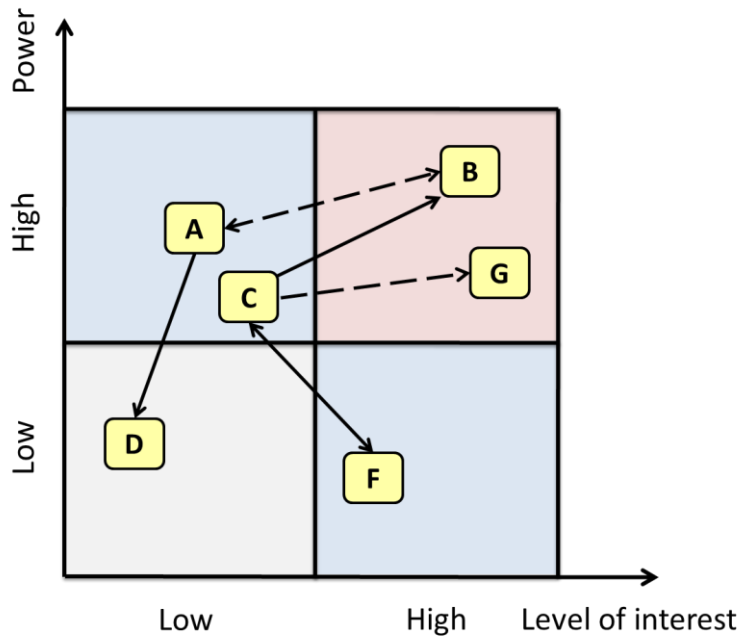 Power
High
Low
A
B
C
G
D
F
Low
High
Level of interest